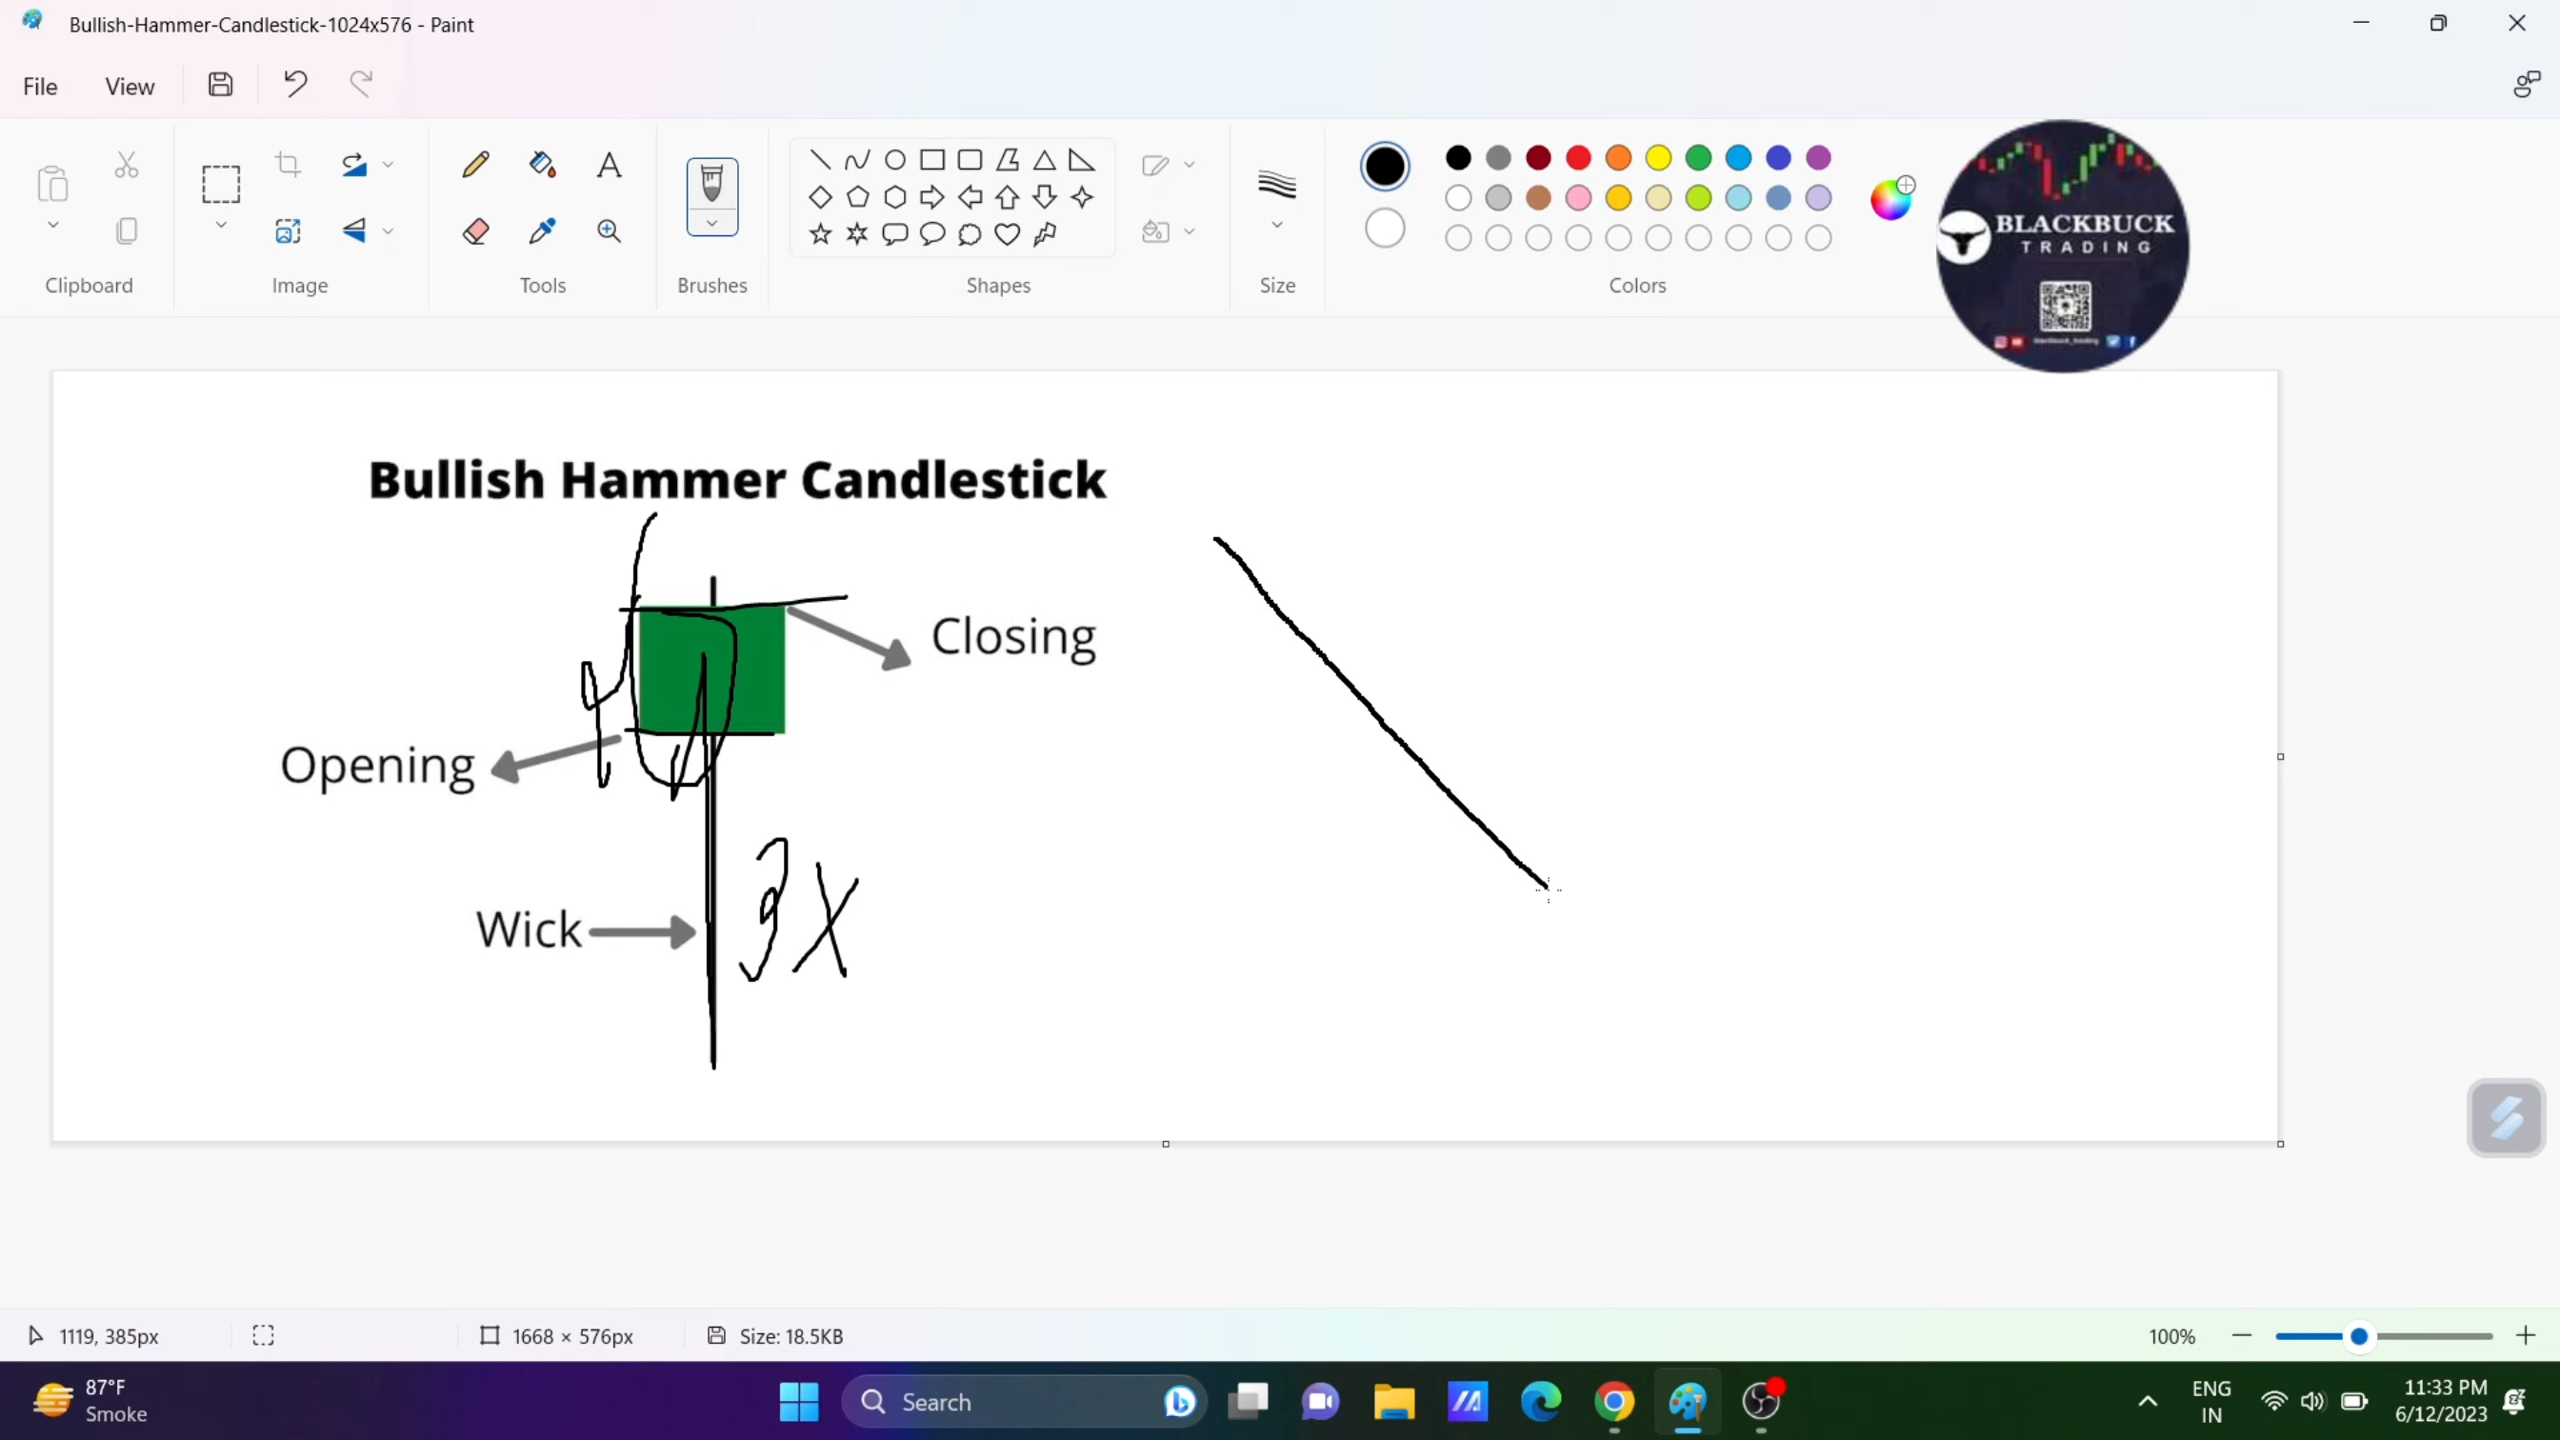 Bullish-Hammer-Candlestick-1024x576 - Paint
File View
Clipboard Image Tools Brushes Shapes Size Colors
BLACKBUCK
TRADING
Bullish Hammer Candlestick
Closing
Opening
Wick
3X
1119, 385px 1668 × 576px Size: 18.5KB 100%
87°F
Smoke
Search
ENG
IN
11:33 PM
6/12/2023